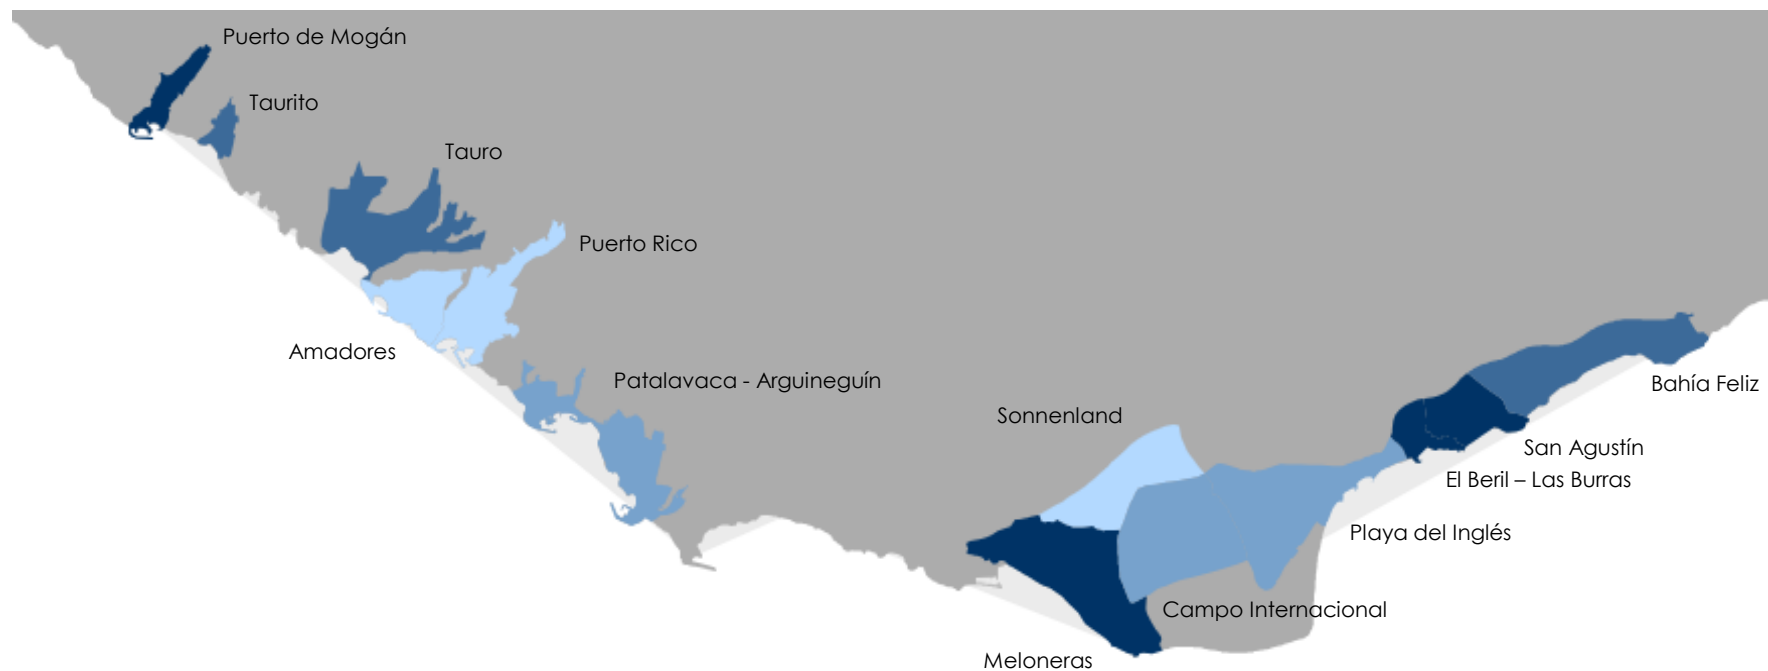 Puerto de Mogán
Taurito
Tauro
Puerto Rico
Amadores
Patalavaca - Arguineguín
Bahía Feliz
Sonnenland
San Agustín
El Beril – Las Burras
Playa del Inglés
Campo Internacional
Meloneras